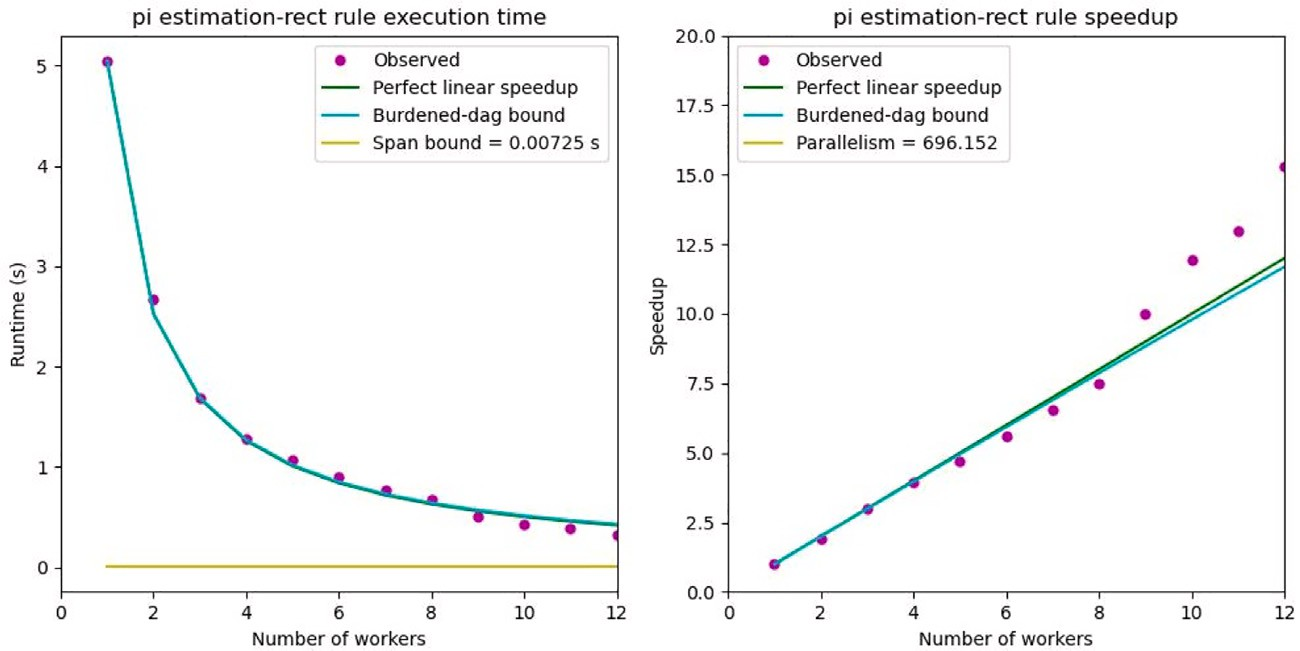 pi estimation-rect rule execution time
Observed
Perfect linear speedup
Burdened-dag bound
Span bound = 0.00725 s
5
4
3
2
1
0
Runtime (s)
0 2 4 6 8 10 12
Number of workers
pi estimation-rect rule speedup
Observed
Perfect linear speedup
Burdened-dag bound
Parallelism = 696.152
20.0
17.5
15.0
12.5
10.0
7.5
5.0
2.5
0.0
Speedup
0 2 4 6 8 10 12
Number of workers